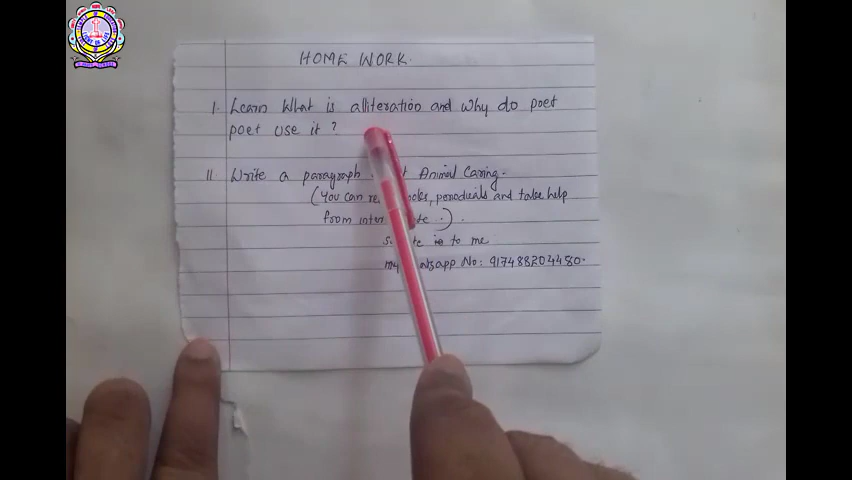 HOME WORK.
I. Learn What is alliteration and why do poet
poet use it ?
II. Write a paragraph Animal Caring.
(You can books, periodicals and take help
from
to me
No: 917488204480.